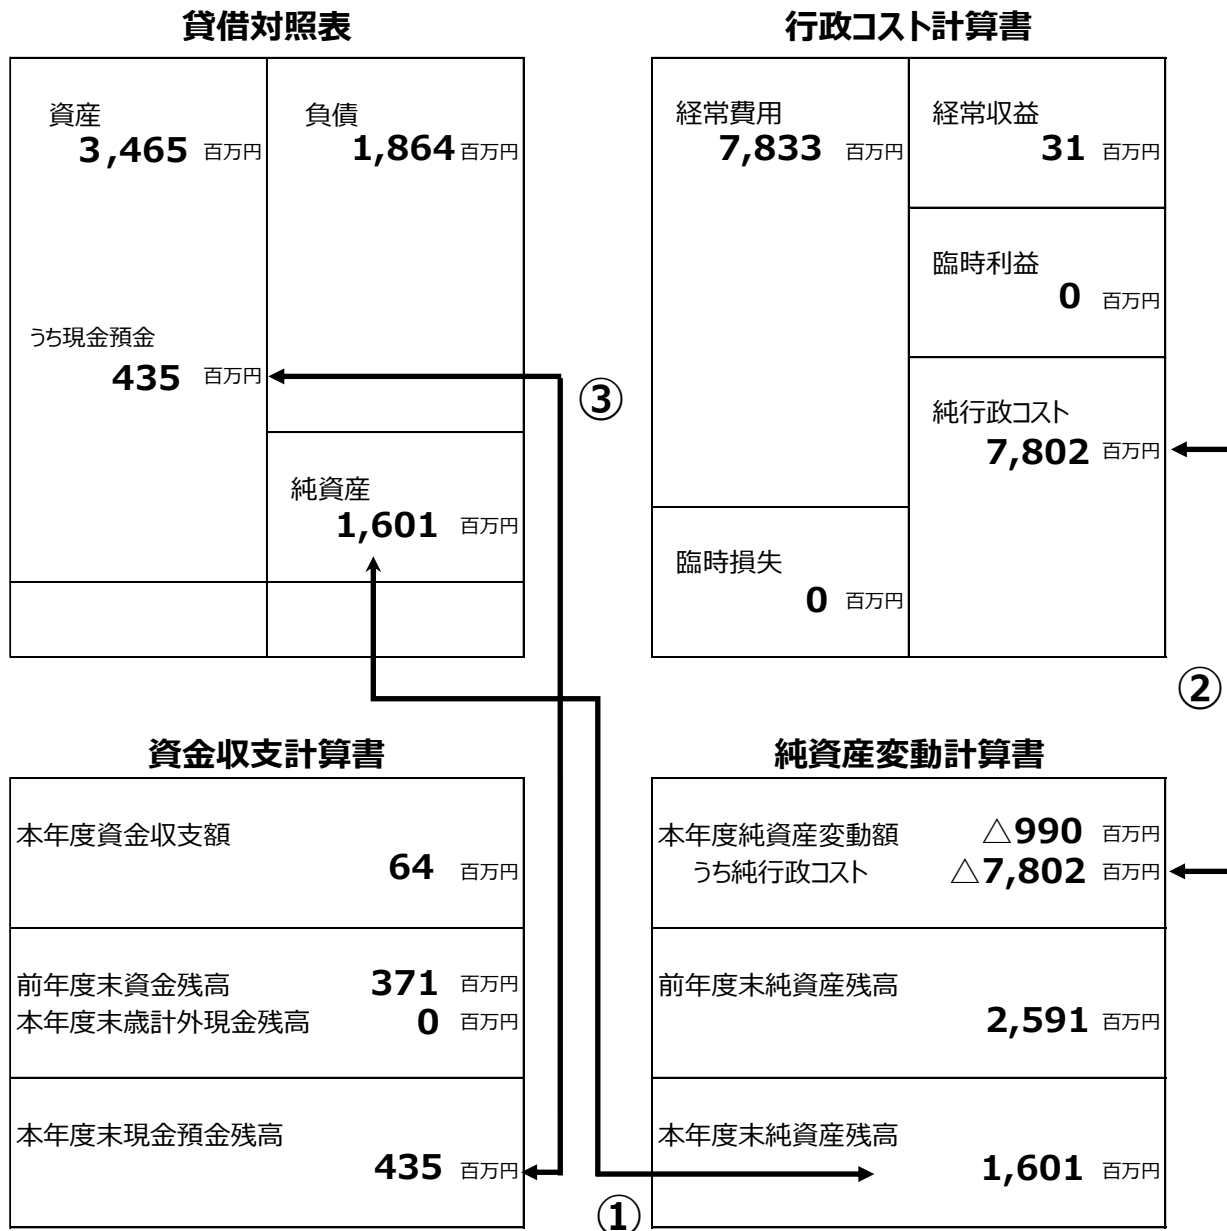 貸借対照表
資産
3,465 百万円
負債
1,864 百万円
うち現金預金
435 百万円
純資産
1,601 百万円
③
行政コスト計算書
経常費用
7,833 百万円
経常収益
31 百万円
臨時利益
0 百万円
純行政コスト
7,802 百万円
臨時損失
0 百万円
②
資金収支計算書
本年度資金収支額
64 百万円
前年度末資金残高 371 百万円
本年度末歳計外現金残高 0 百万円
本年度末現金預金残高
435 百万円
①
純資産変動計算書
本年度純資産変動額 △990 百万円
うち純行政コスト △7,802 百万円
前年度末純資産残高
2,591 百万円
本年度末純資産残高
1,601 百万円